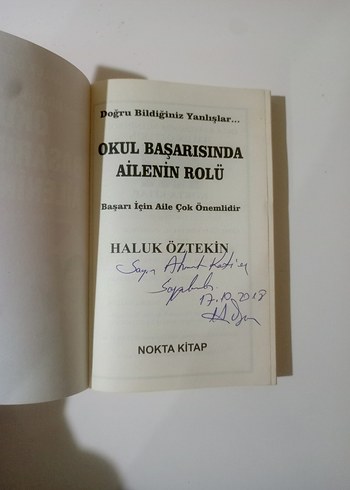 Doğru Bildiğiniz Yanlışlar...
OKUL BAŞARISINDA
AİLENİN ROLÜ
Başarı İçin Aile Çok Önemlidir
HALUK ÖZTEKİN
Sayın Ahmet
17.10.2018
NOKTA KİTAP